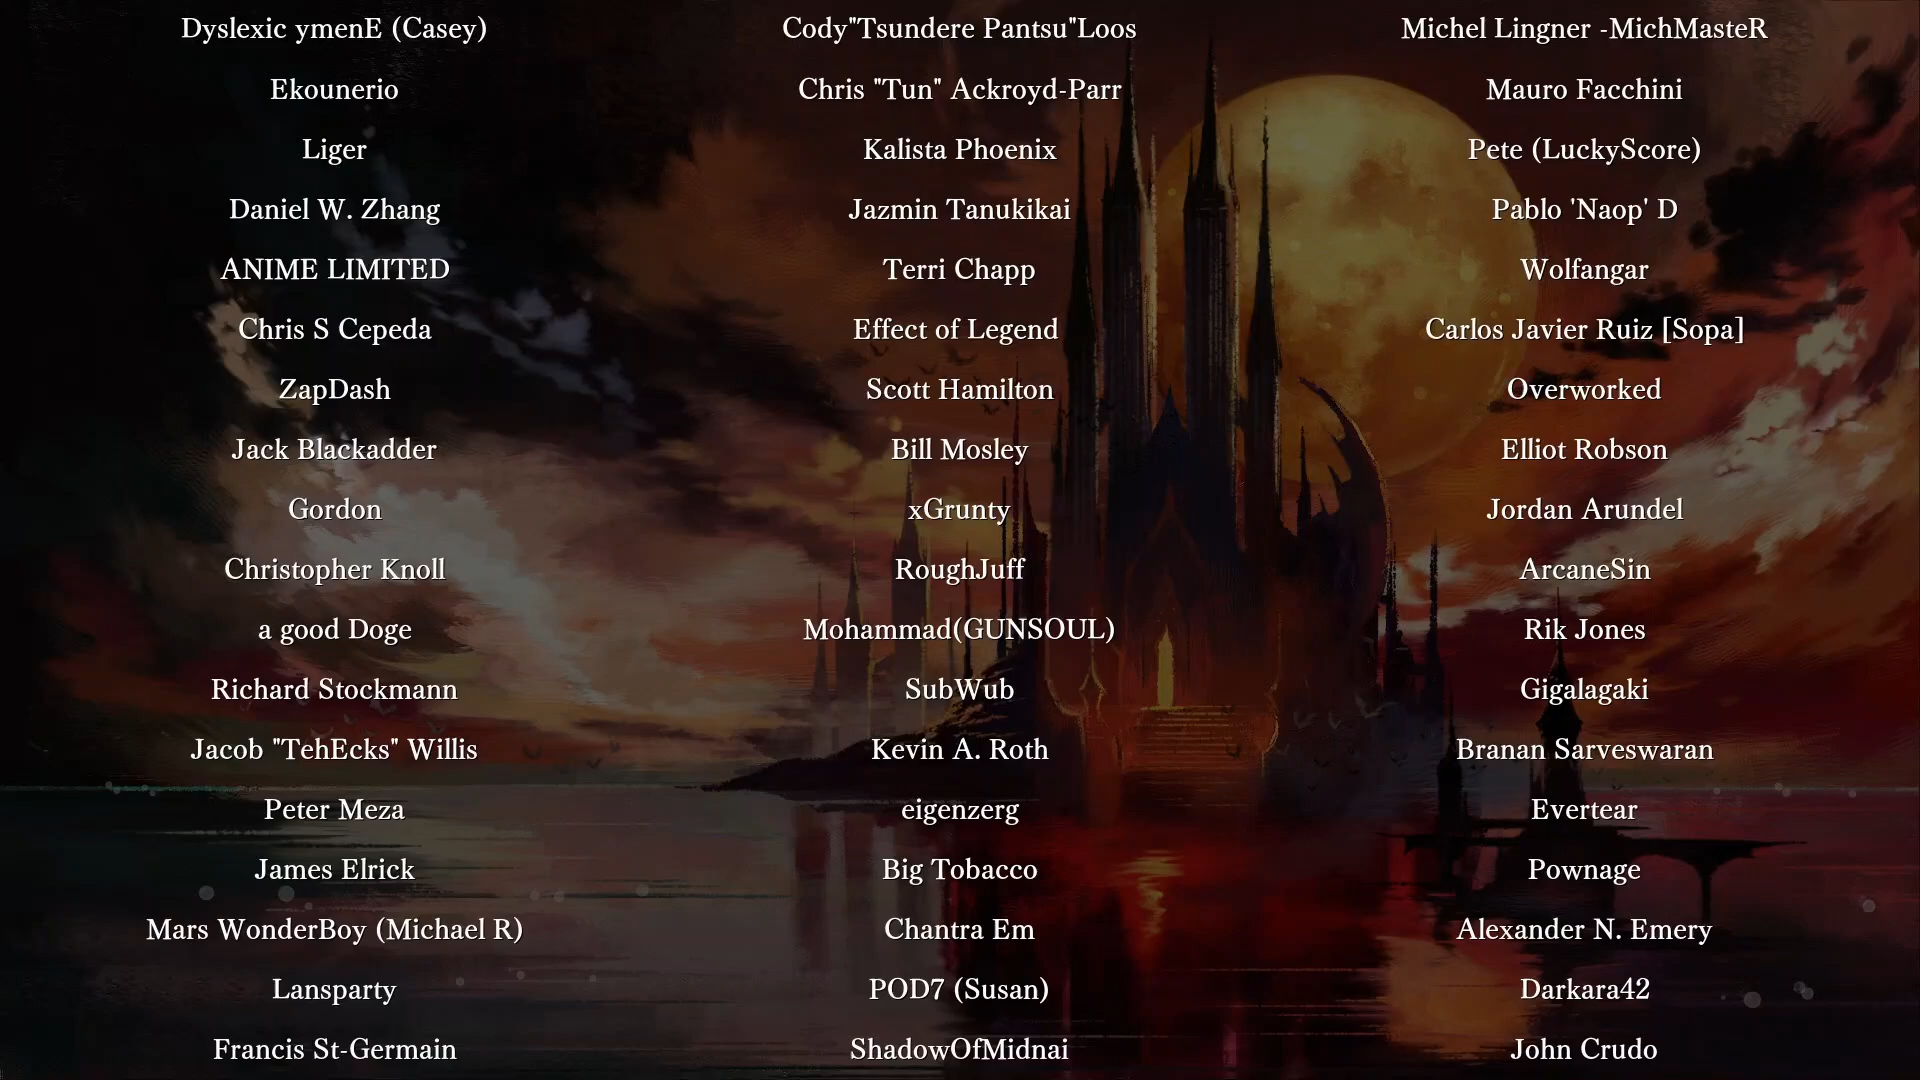 Dyslexic ymenE (Casey)
Cody"Tsundere Pantsu"Loos
Michel Lingner -MichMasteR
Ekounerio
Chris "Tun" Ackroyd-Parr
Mauro Facchini
Liger
Kalista Phoenix
Pete (LuckyScore)
Daniel W. Zhang
Jazmin Tanukikai
Pablo 'Naop' D
ANIME LIMITED
Terri Chapp
Wolfangar
Chris S Cepeda
Effect of Legend
Carlos Javier Ruiz [Sopa]
ZapDash
Scott Hamilton
Overworked
Jack Blackadder
Bill Mosley
Elliot Robson
Gordon
xGrunty
Jordan Arundel
Christopher Knoll
RoughJuff
ArcaneSin
a good Doge
Mohammad(GUNSOUL)
Rik Jones
Richard Stockmann
SubWub
Gigalagaki
Jacob "TehEcks" Willis
Kevin A. Roth
Branan Sarveswaran
Peter Meza
eigenzerg
Evertear
James Elrick
Big Tobacco
Pownage
Mars WonderBoy (Michael R)
Chantra Em
Alexander N. Emery
Lansparty
POD7 (Susan)
Darkara42
Francis St-Germain
ShadowOfMidnai
John Crudo